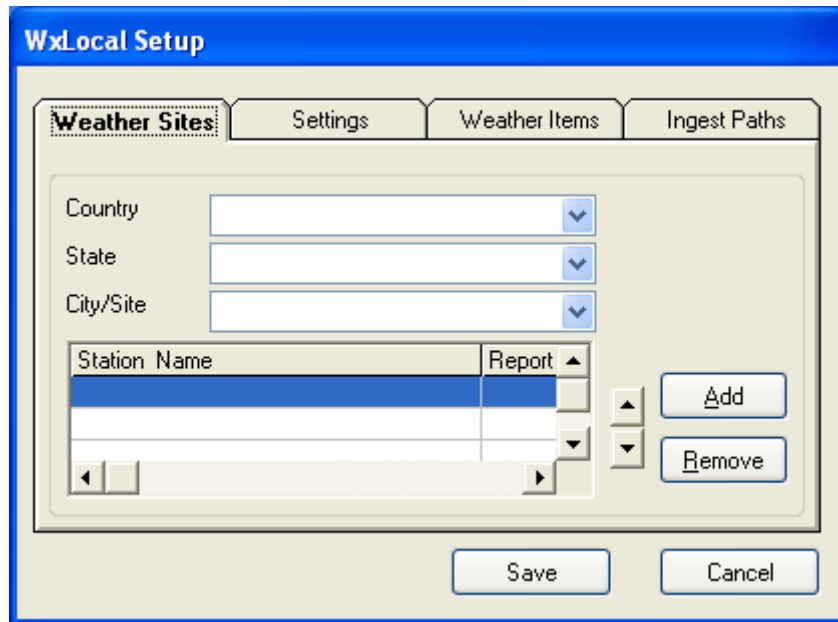 WxLocal Setup
Weather Sites Settings Weather Items Ingest Paths
Country
State
City/Site
Station Name Report
Add
Remove
Save Cancel